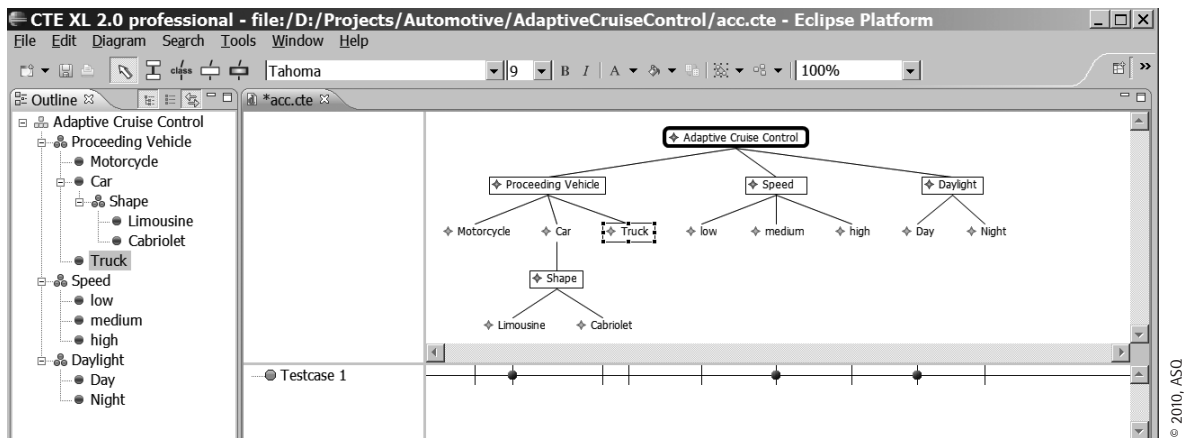 CTE XL 2.0 professional - file:/D:/Projects/Automotive/AdaptiveCruiseControl/acc.cte - Eclipse Platform
File Edit Diagram Search Tools Window Help
class Tahoma 9 B I A 100% »
Outline *acc.cte
Adaptive Cruise Control
Proceeding Vehicle
Motorcycle
Car
Shape
Limousine
Cabriolet
Truck
Speed
low
medium
high
Daylight
Day
Night
Adaptive Cruise Control
Proceeding Vehicle Speed Daylight
Motorcycle Car Truck low medium high Day Night
Shape
Limousine Cabriolet
Testcase 1
© 2010, ASQ